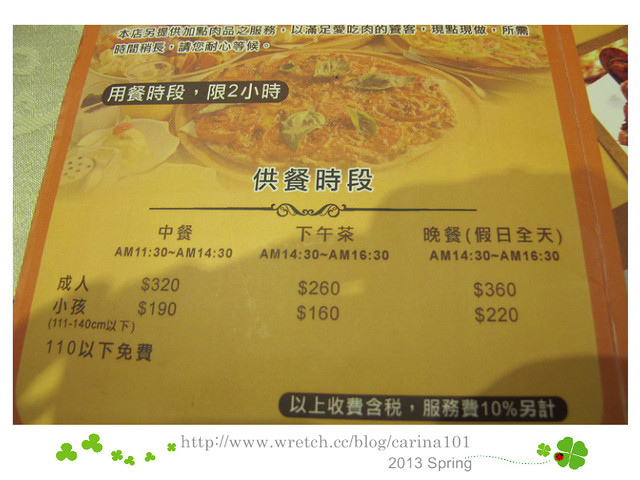 本店另提供加點肉品之服務，以滿足愛吃肉的饕客，現點現做，所需
時間稍長，請您耐心等候。
用餐時段，限2小時
供餐時段
中餐 下午茶 晚餐(假日全天)
AM11:30~AM14:30 AM14:30~AM16:30 AM14:30~AM16:30
成人 $320 $260 $360
小孩 $190 $160 $220
(111-140cm以下)
110以下免費
以上收費含稅，服務費10%另計
http://www.wretch.cc/blog/carina101
2013 Spring